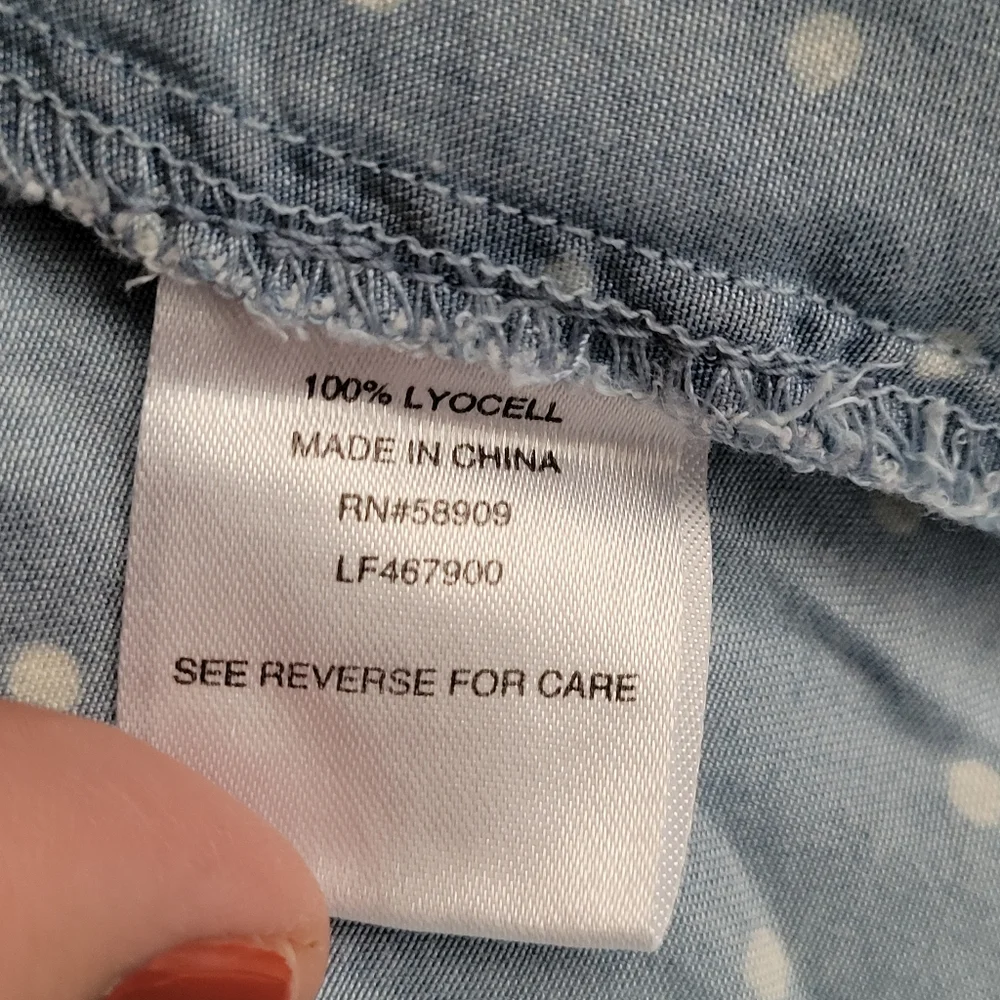 100% LYOCELL
MADE IN CHINA
RN#58909
LF467900
SEE REVERSE FOR CARE